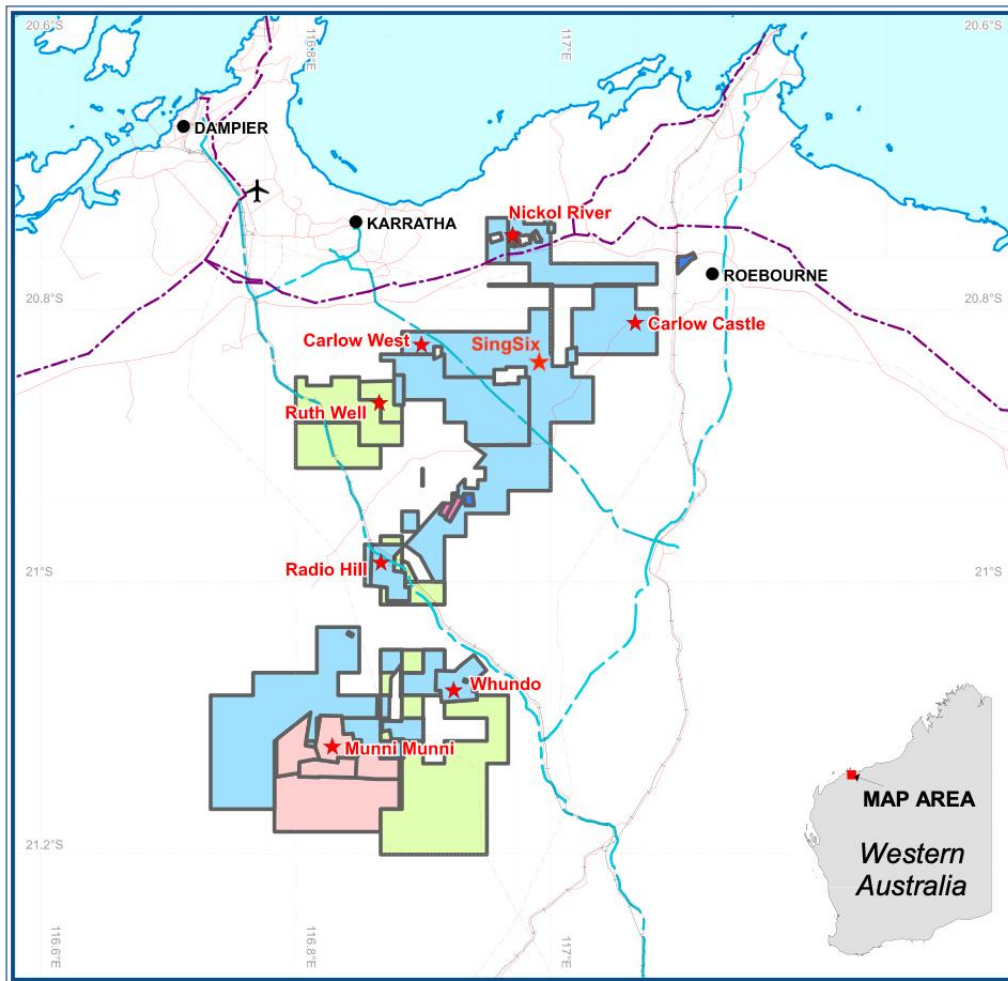 20.6°S
116.8°E
117°E
20.6°S
DAMPIER
KARRATHA
Nickol River
ROEBOURNE
20.8°S
20.8°S
Carlow Castle
Carlow West
SingSix
Ruth Well
Radio Hill
21°S
21°S
Whundo
Munni Munni
MAP AREA
21.2°S
Western
Australia
116.6°E
116.8°E
117°E